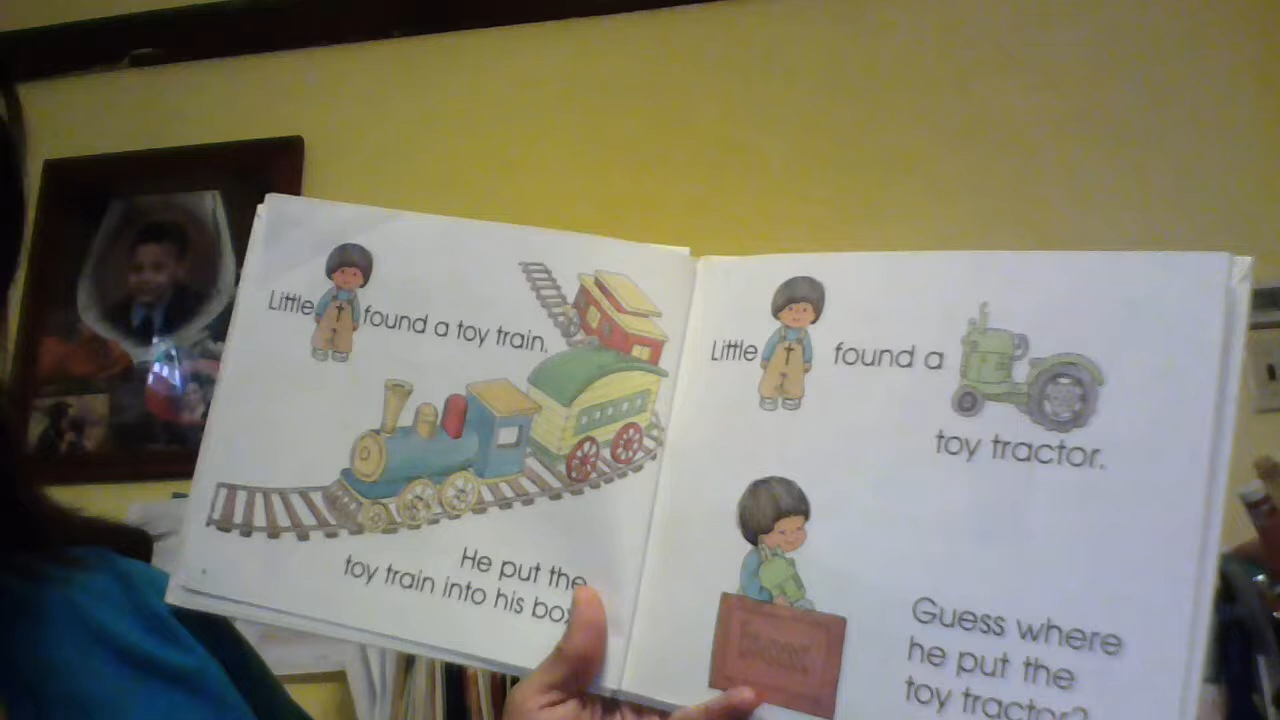 Little found a toy train.
He put the
toy train into his box
Little found a
toy tractor.
Guess where
he put the
toy tractor?